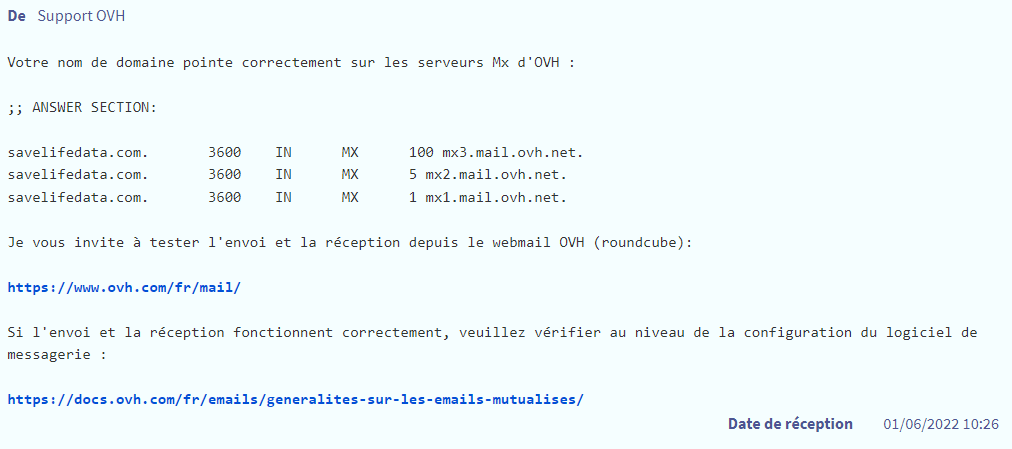 De Support OVH
Votre nom de domaine pointe correctement sur les serveurs Mx d'OVH :
;; ANSWER SECTION:
savelifedata.com. 3600 IN MX 100 mx3.mail.ovh.net.
savelifedata.com. 3600 IN MX 5 mx2.mail.ovh.net.
savelifedata.com. 3600 IN MX 1 mx1.mail.ovh.net.
Je vous invite à tester l'envoi et la réception depuis le webmail OVH (roundcube):
https://www.ovh.com/fr/mail/
Si l'envoi et la réception fonctionnent correctement, veuillez vérifier au niveau de la configuration du logiciel de
messagerie :
https://docs.ovh.com/fr/emails/generalites-sur-les-emails-mutualises/
Date de réception 01/06/2022 10:26